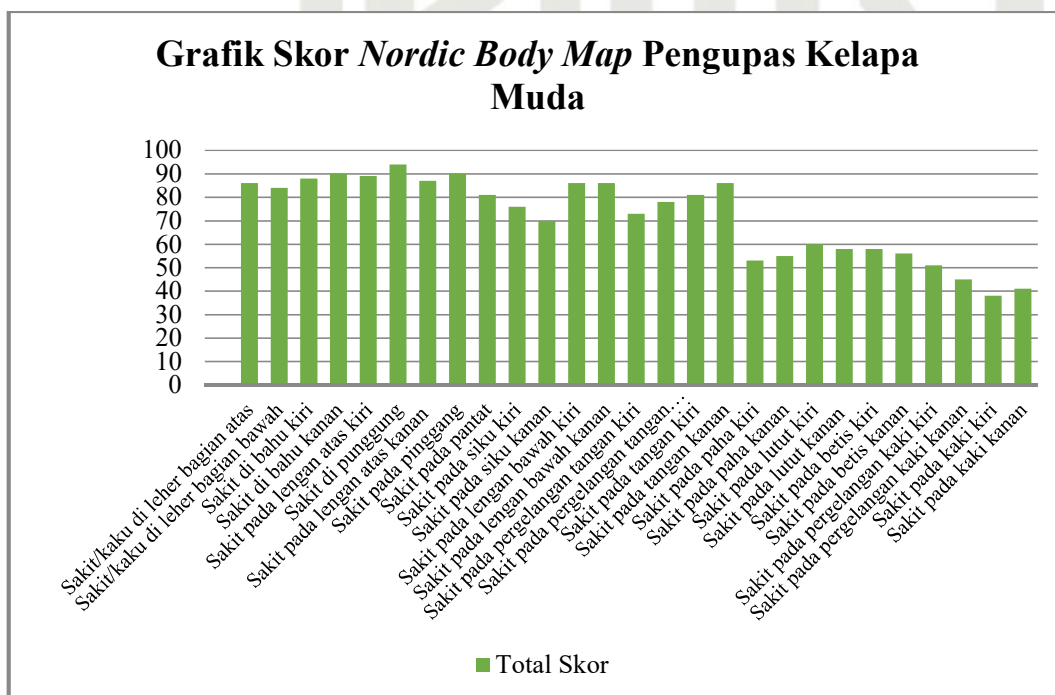 Grafik Skor Nordic Body Map Pengupas Kelapa
Muda
100
90
80
70
60
50
40
30
20
10
0
Sakit/kaku di leher bagian atas
Sakit/kaku di leher bagian bawah
Sakit di bahu kiri
Sakit di bahu kanan
Sakit pada lengan atas kiri
Sakit di punggung
Sakit pada lengan atas kanan
Sakit pada pinggang
Sakit pada pantat
Sakit pada siku kiri
Sakit pada siku kanan
Sakit pada lengan bawah kiri
Sakit pada lengan bawah kanan
Sakit pada pergelangan tangan kiri
Sakit pada pergelangan tangan…
Sakit pada tangan kiri
Sakit pada tangan kanan
Sakit pada paha kiri
Sakit pada paha kanan
Sakit pada lutut kiri
Sakit pada lutut kanan
Sakit pada betis kiri
Sakit pada betis kanan
Sakit pada pergelangan kaki kiri
Sakit pada pergelangan kaki kanan
Sakit pada kaki kiri
Sakit pada kaki kanan
Total Skor